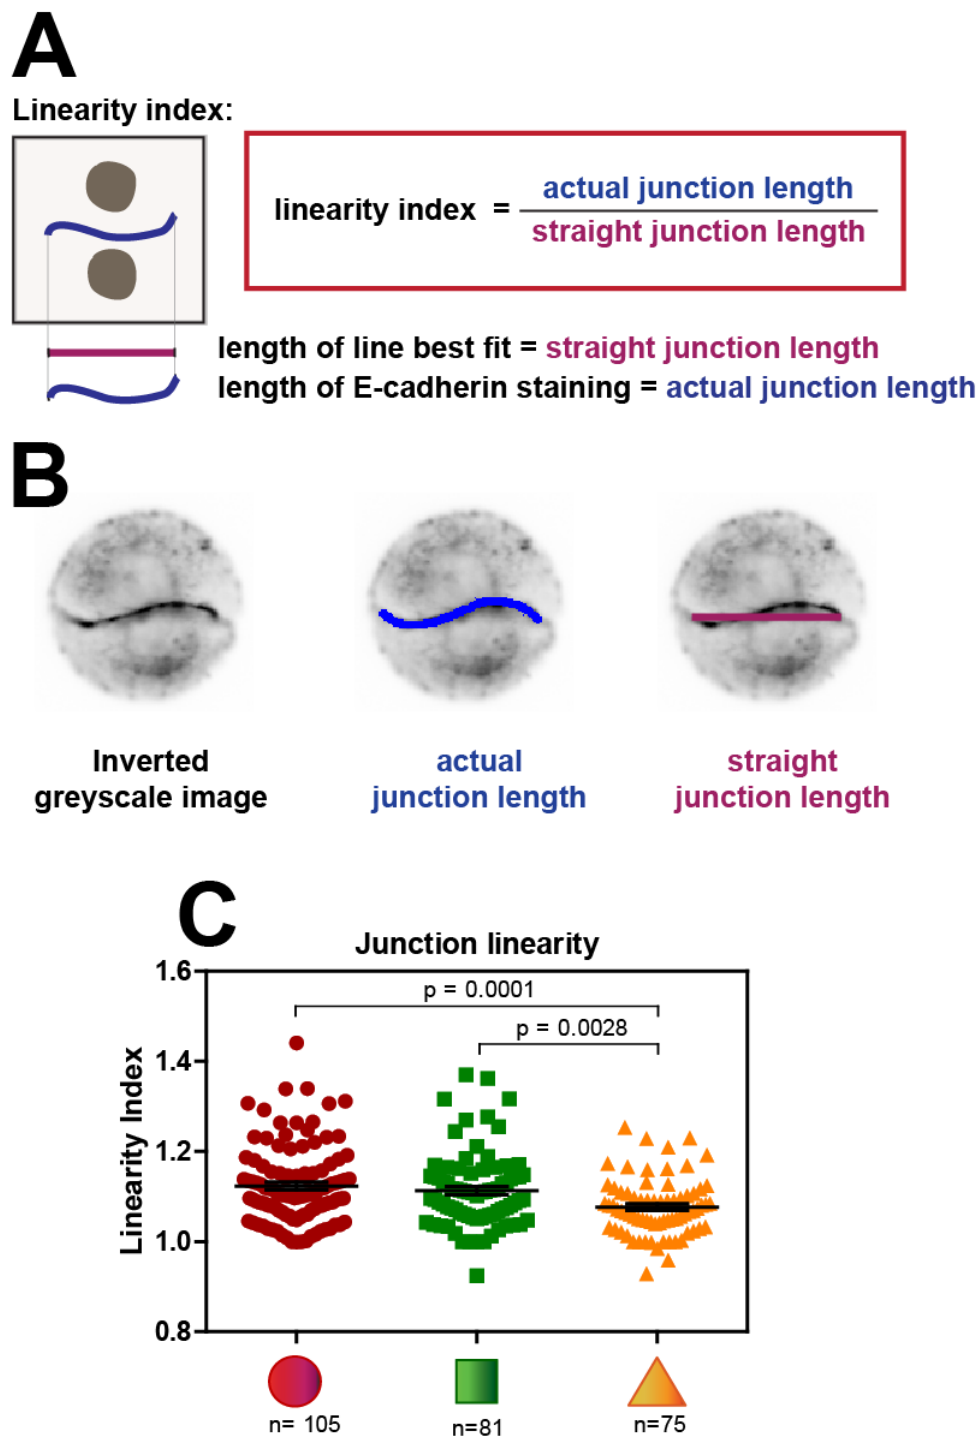 A
Linearity index:
linearity index = actual junction length
straight junction length
length of line best fit = straight junction length
length of E-cadherin staining = actual junction length
B
Inverted
greyscale image
actual
junction length
straight
junction length
C
Junction linearity
p = 0.0001
p = 0.0028
Linearity Index
1.6
1.4
1.2
1.0
0.8
n= 105
n=81
n=75